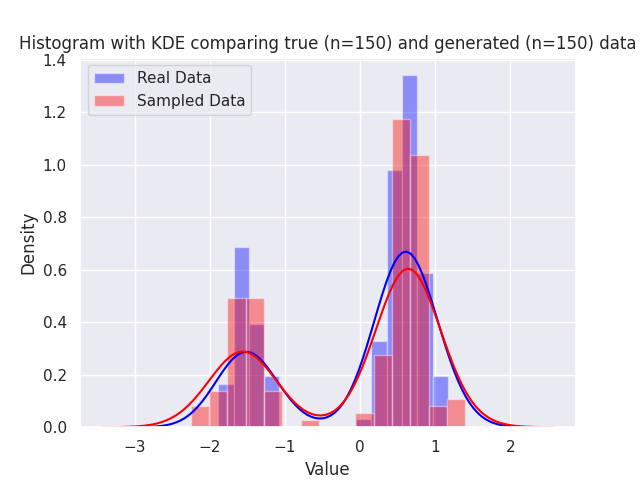 Histogram with KDE comparing true (n=150) and generated (n=150) data
Real Data
Sampled Data
Density
1.4
1.2
1.0
0.8
0.6
0.4
0.2
0.0
−3 −2 −1 0 1 2
Value